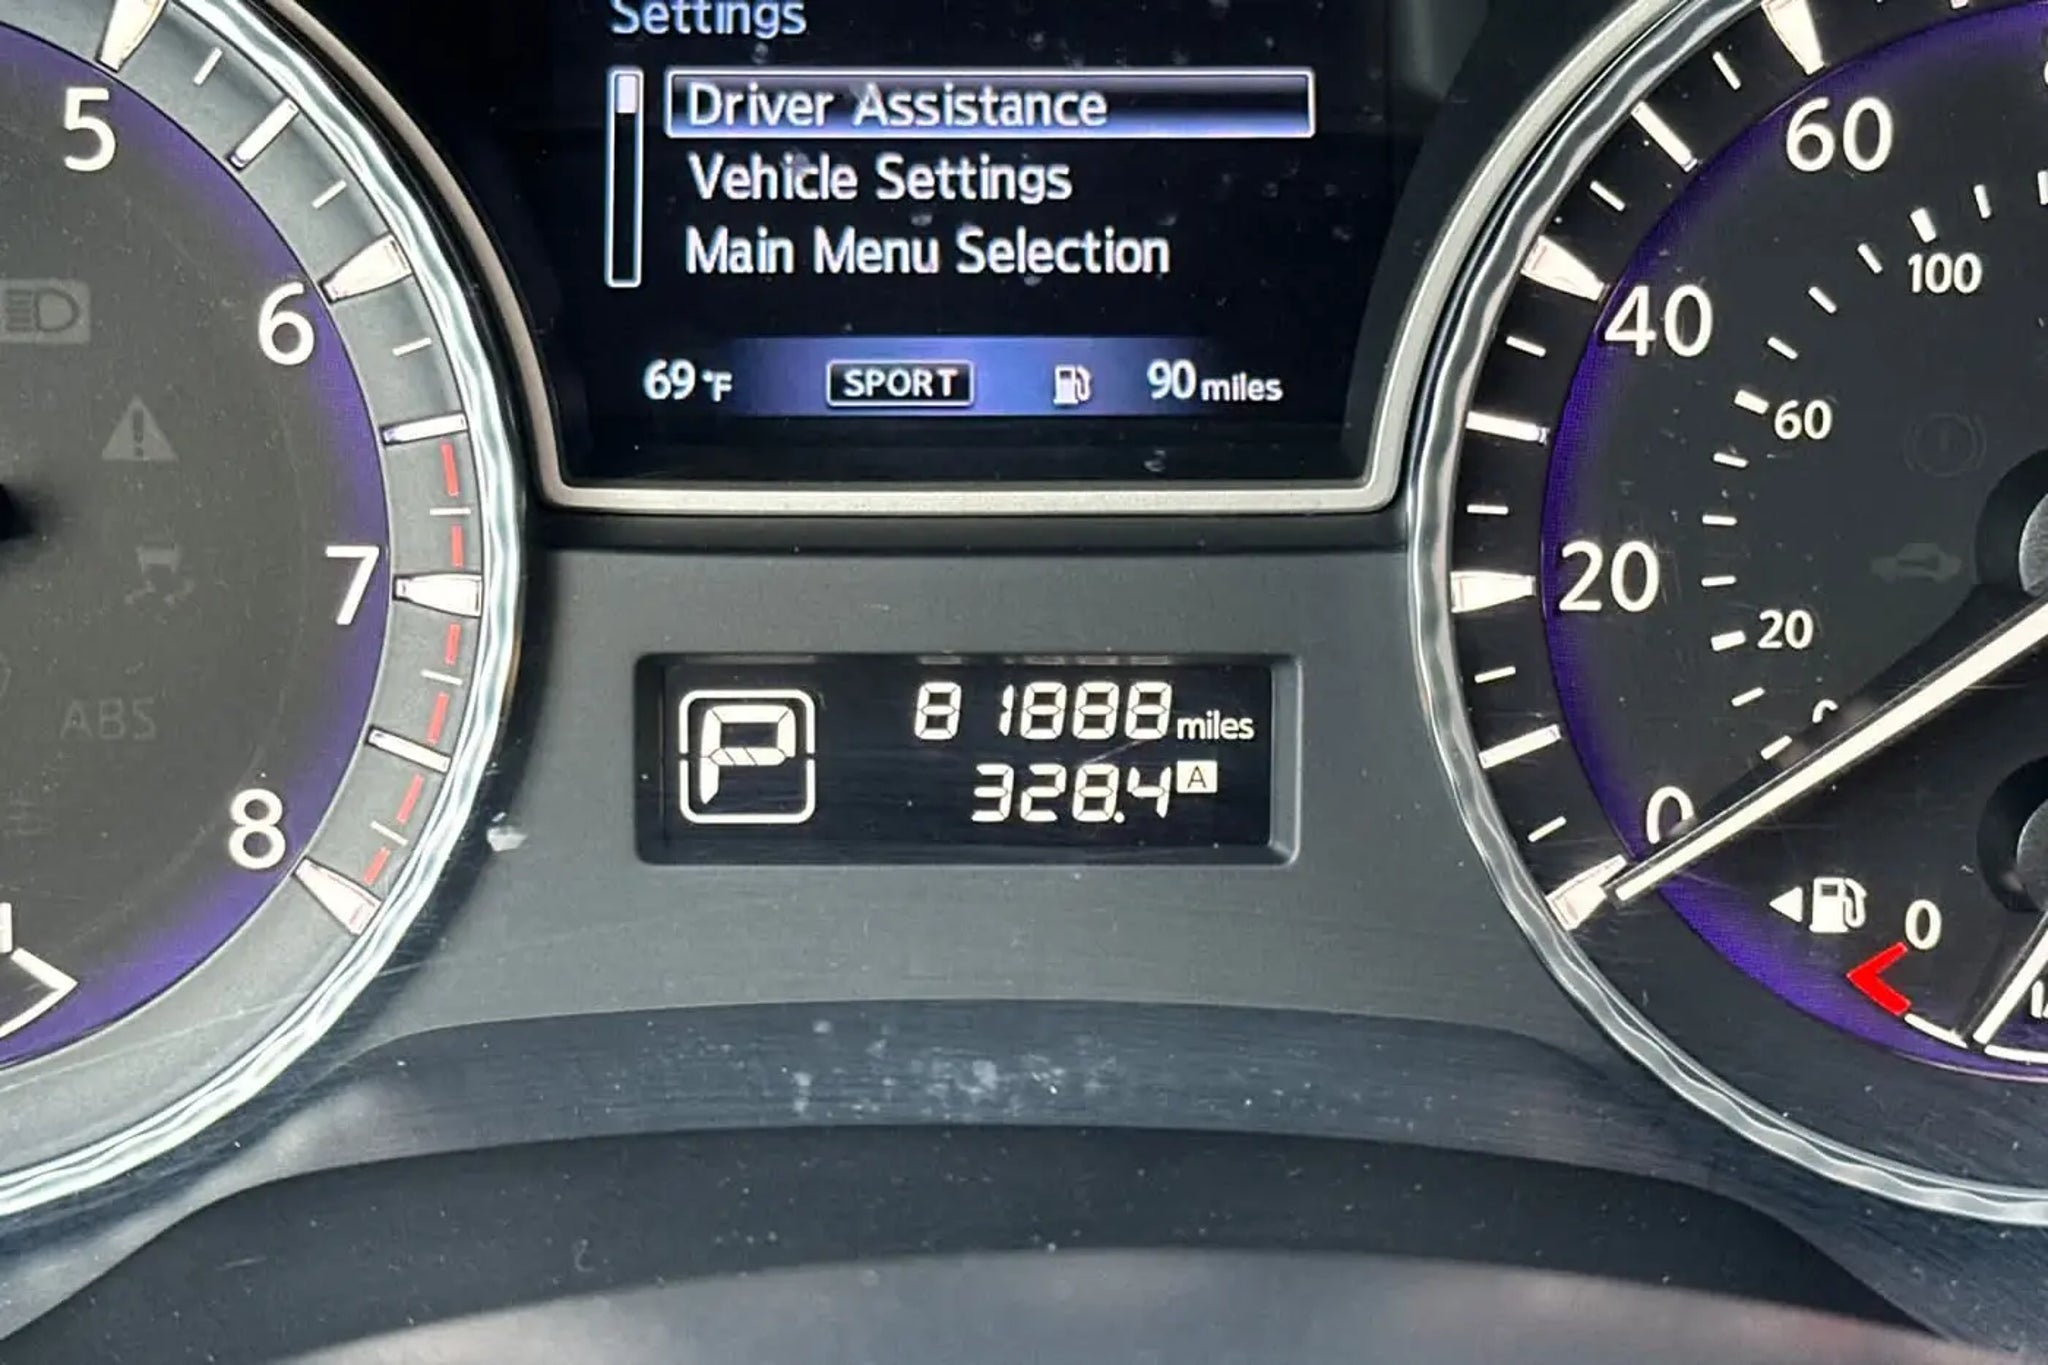 Settings
Driver Assistance
Vehicle Settings
Main Menu Selection
69°F SPORT 90 miles
5
6
7
8
ABS
P 81888 miles
328.4 A
60
40
20
0
100
60
20
0
H